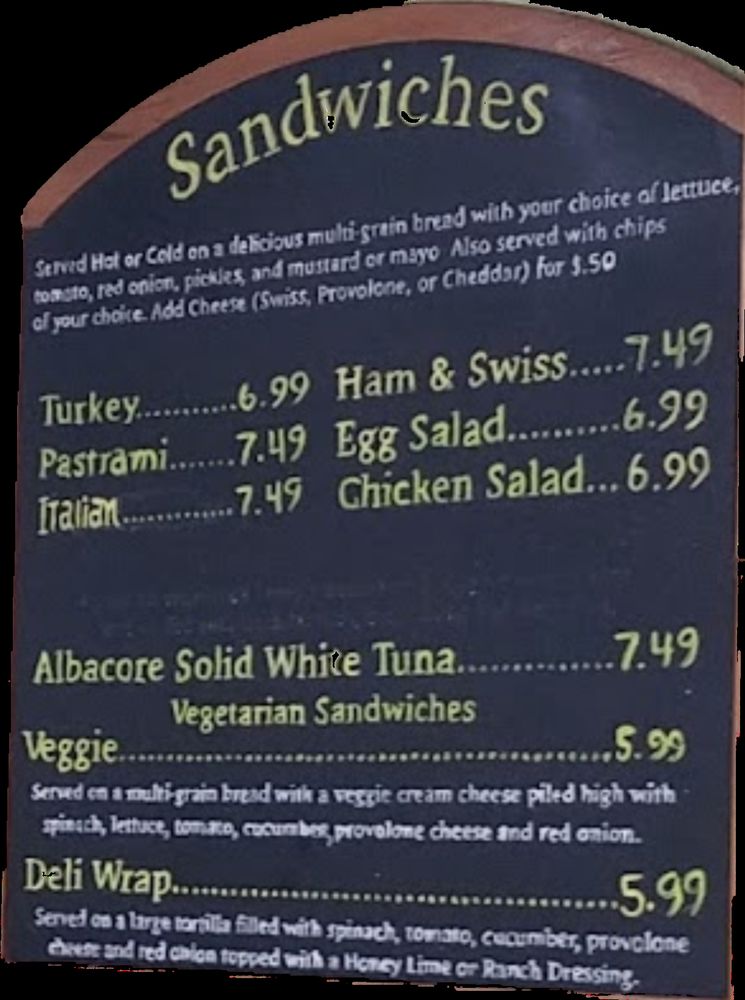 Sandwiches
Served Hot or Cold on a delicious multi-grain bread with your choice of lettuce,
tomato, red onion, pickles, and mustard or mayo Also served with chips
of your choice. Add Cheese (Swiss, Provolone, or Cheddar) for $.50
Turkey...........6.99 Ham & Swiss.....7.49
Pastrami.......7.49 Egg Salad..........6.99
Italian.............7.49 Chicken Salad...6.99
Albacore Solid White Tuna..............7.49
Vegetarian Sandwiches
Veggie..................................................5.99
Served on a multi-grain bread with a veggie cream cheese piled high with
spinach, lettuce, tomato, cucumber, provolone cheese and red onion.
Deli Wrap.............................................5.99
Served on a large tortilla filled with spinach, tomato, cucumber, provolone
cheese and red onion topped with a Honey Lime or Ranch Dressing.